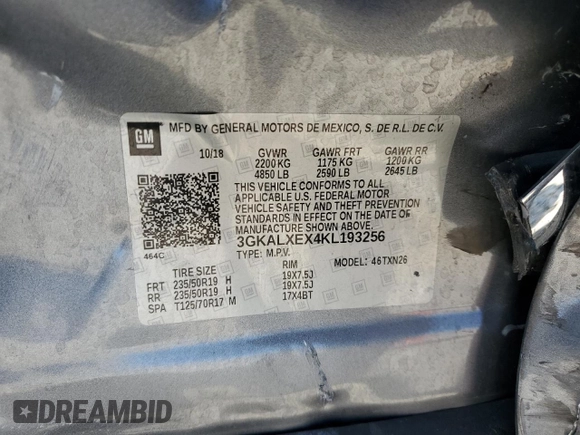 GM
MFD BY GENERAL MOTORS DE MEXICO, S. DE R.L. DE C.V.
10/18 GVWR GAWR FRT GAWR RR
2200 KG 1175 KG 1200 KG
4850 LB 2590 LB 2645 LB
THIS VEHICLE CONFORMS TO ALL
APPLICABLE U.S. FEDERAL MOTOR
VEHICLE SAFETY AND THEFT PREVENTION
STANDARDS IN EFFECT ON THE DATE OF
MANUFACTURE SHOWN ABOVE.
3GKALXEX4KL193256
464C TYPE: M.P.V. MODEL: 46TXN26
TIRE SIZE RIM
FRT 235/50R19 H 19X7.5J
RR 235/50R19 H 19X7.5J
SPA T125/70R17 M 17X4BT
DREAMBID